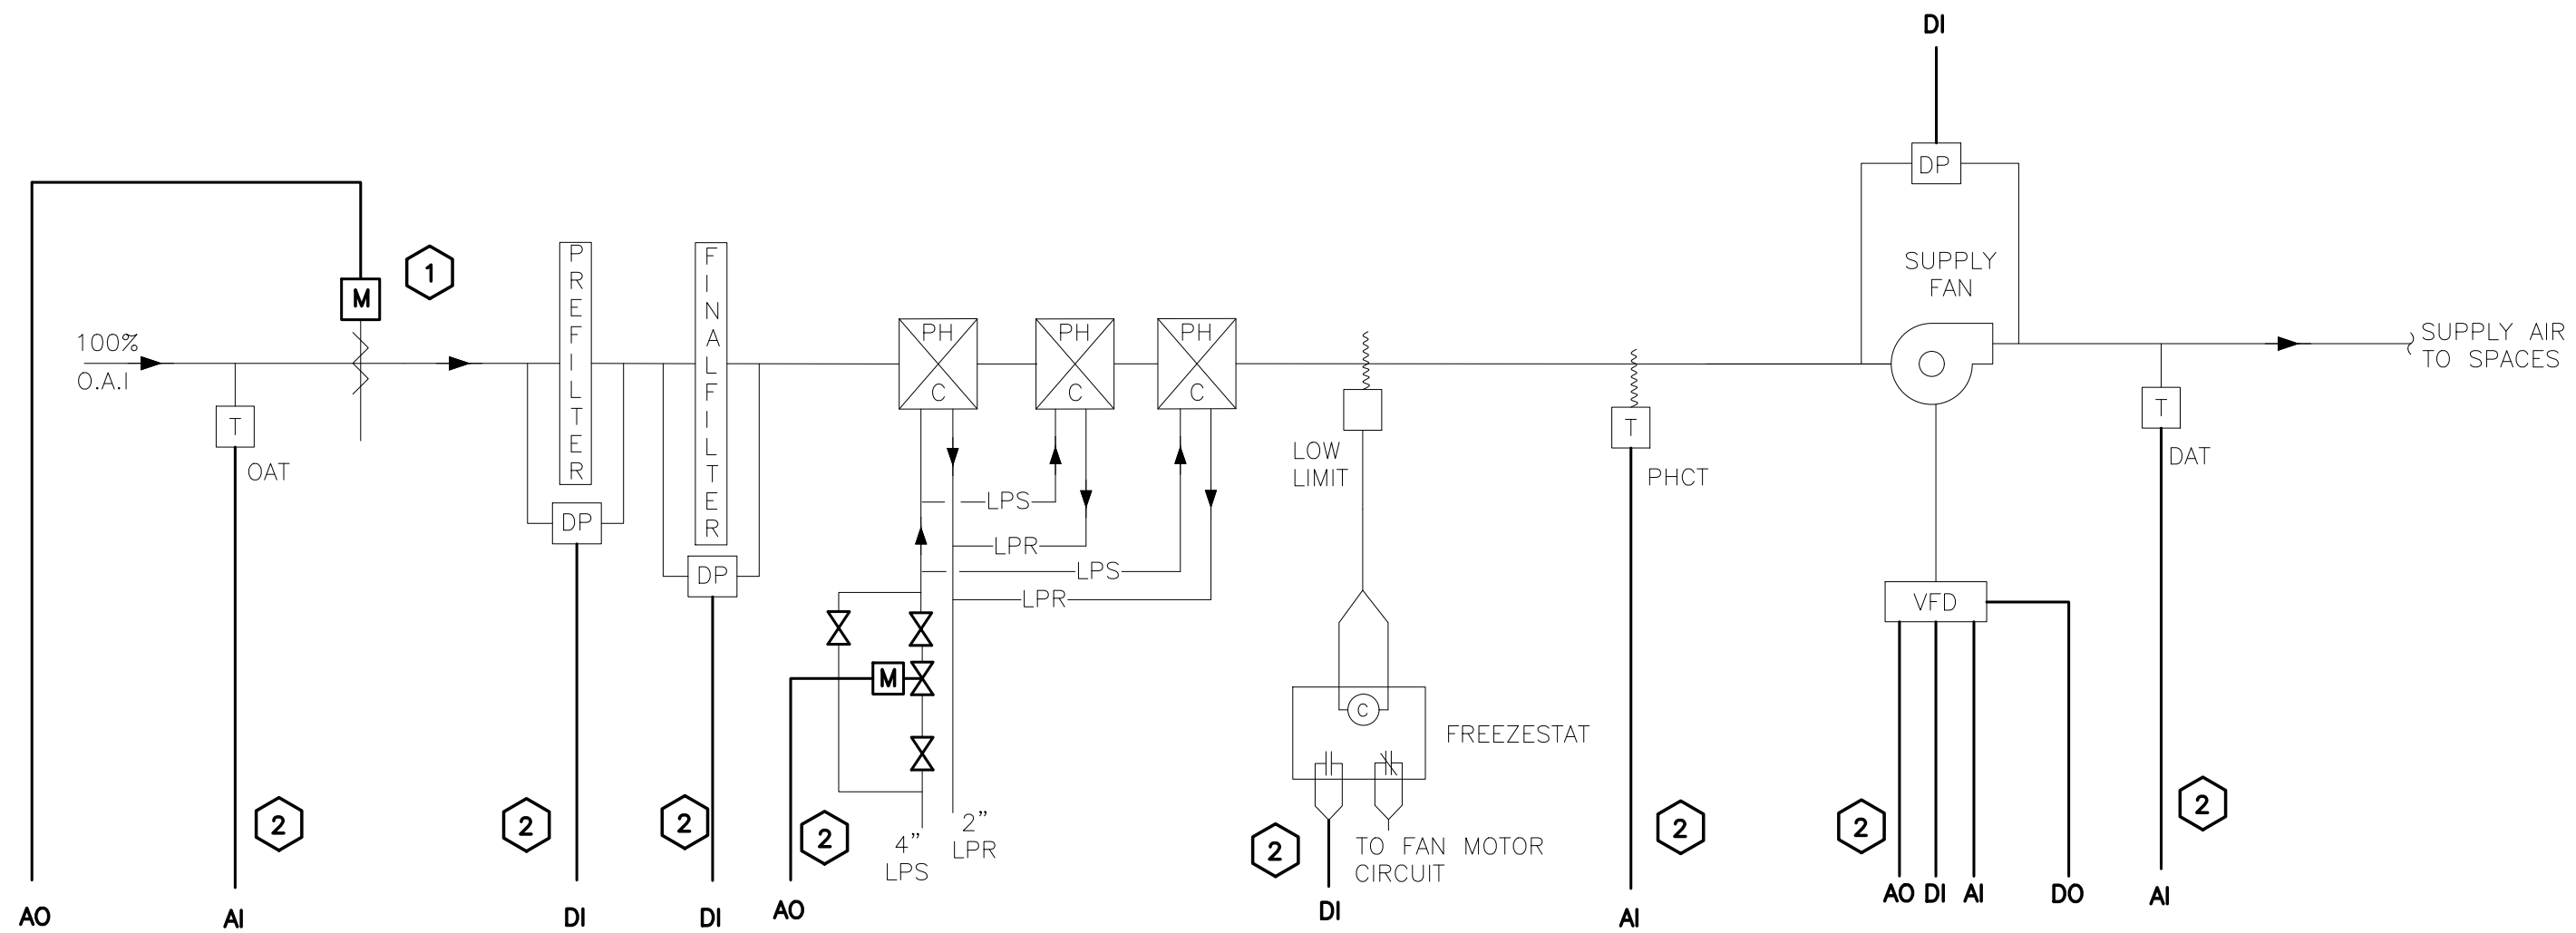 DI
DP
SUPPLY
FAN
1
M
100%
O.A.I
T
OAT
PREFILTER
DP
FINALFILTER
DP
PH
C
PH
C
PH
C
LPS
LPR
LPS
LPR
M
4”
LPS
2”
LPR
LOW
LIMIT
C
FREEZESTAT
TO FAN MOTOR
CIRCUIT
T
PHCT
VFD
T
DAT
SUPPLY AIR
TO SPACES
2
2
2
2
2
2
2
2
AO
AI
DI
DI
AO
DI
AI
AO
DI
AI
DO
AI